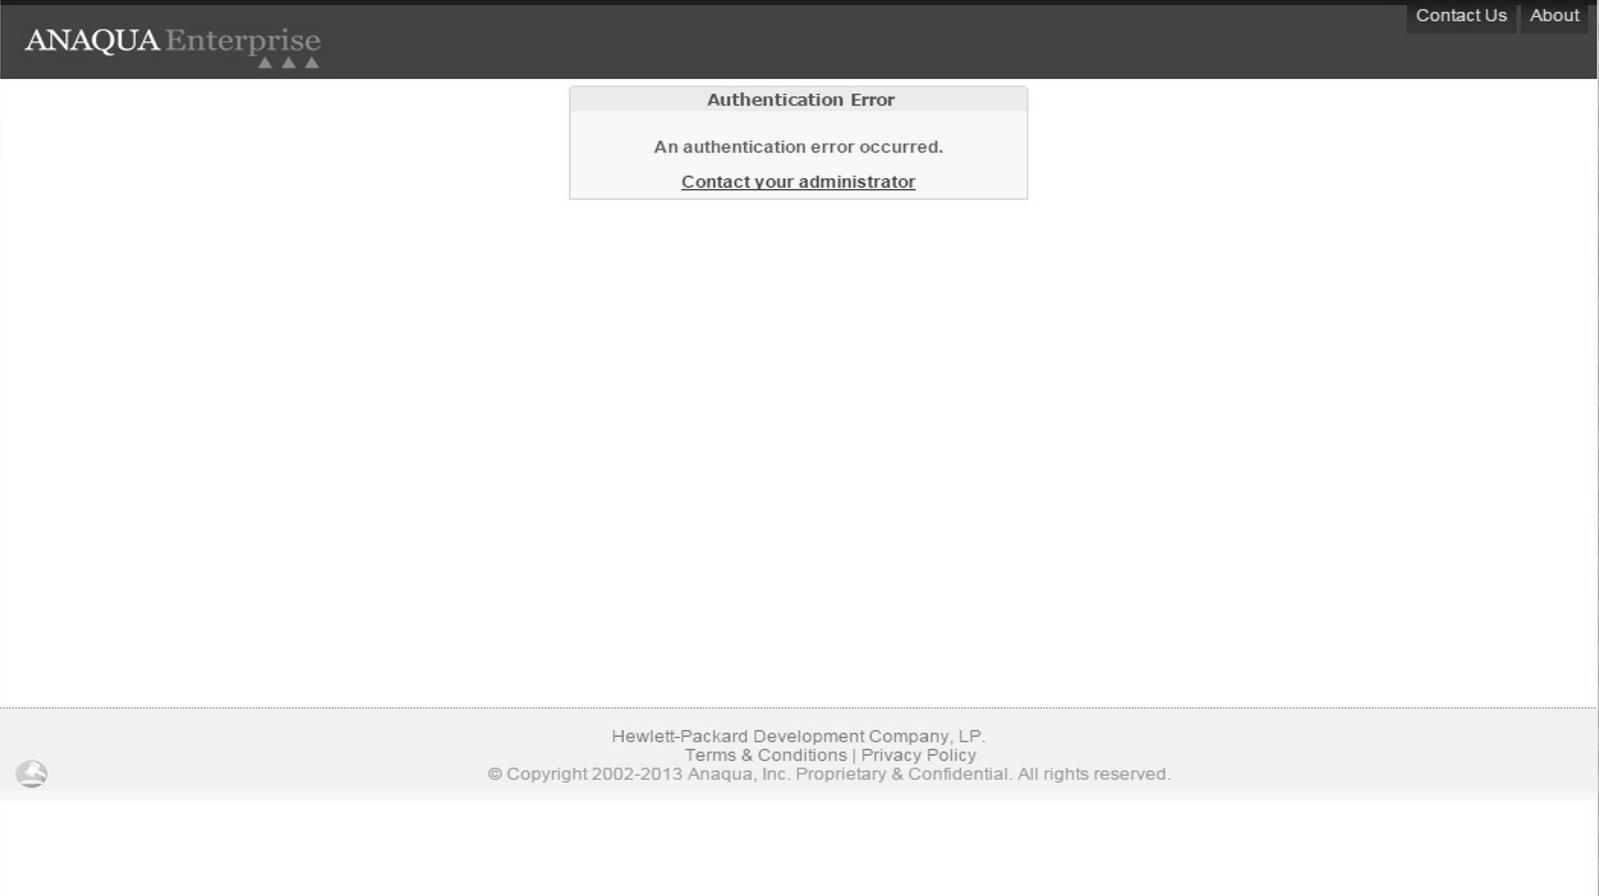 Contact Us About
ANAQUA Enterprise
Authentication Error
An authentication error occurred.
Contact your administrator
Hewlett-Packard Development Company, LP.
Terms & Conditions | Privacy Policy
© Copyright 2002-2013 Anaqua, Inc. Proprietary & Confidential. All rights reserved.